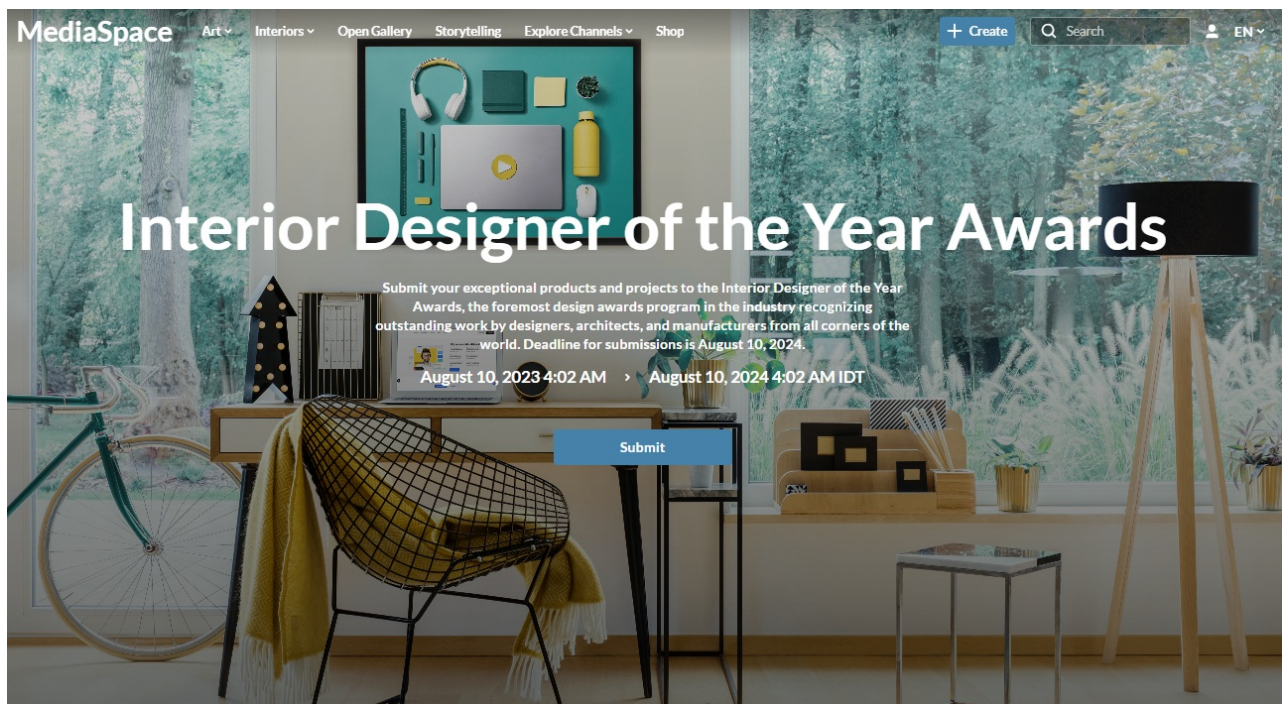 MediaSpace
Art
Interiors
Open Gallery
Storytelling
Explore Channels
Shop
+ Create
Search
EN
Interior Designer of the Year Awards
Submit your exceptional products and projects to the Interior Designer of the Year
Awards, the foremost design awards program in the industry recognizing
outstanding work by designers, architects, and manufacturers from all corners of the
world. Deadline for submissions is August 10, 2024.
August 10, 2023 4:02 AM › August 10, 2024 4:02 AM IDT
Submit